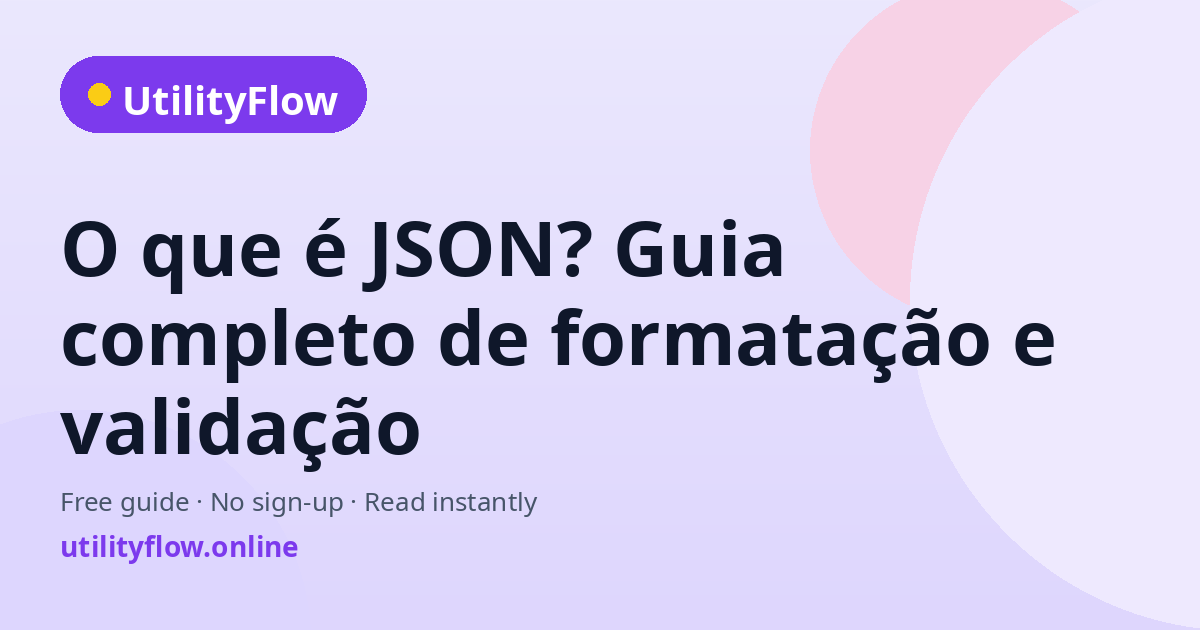 UtilityFlow
O que é JSON? Guia
completo de formatação e
validação
Free guide · No sign-up · Read instantly
utilityflow.online